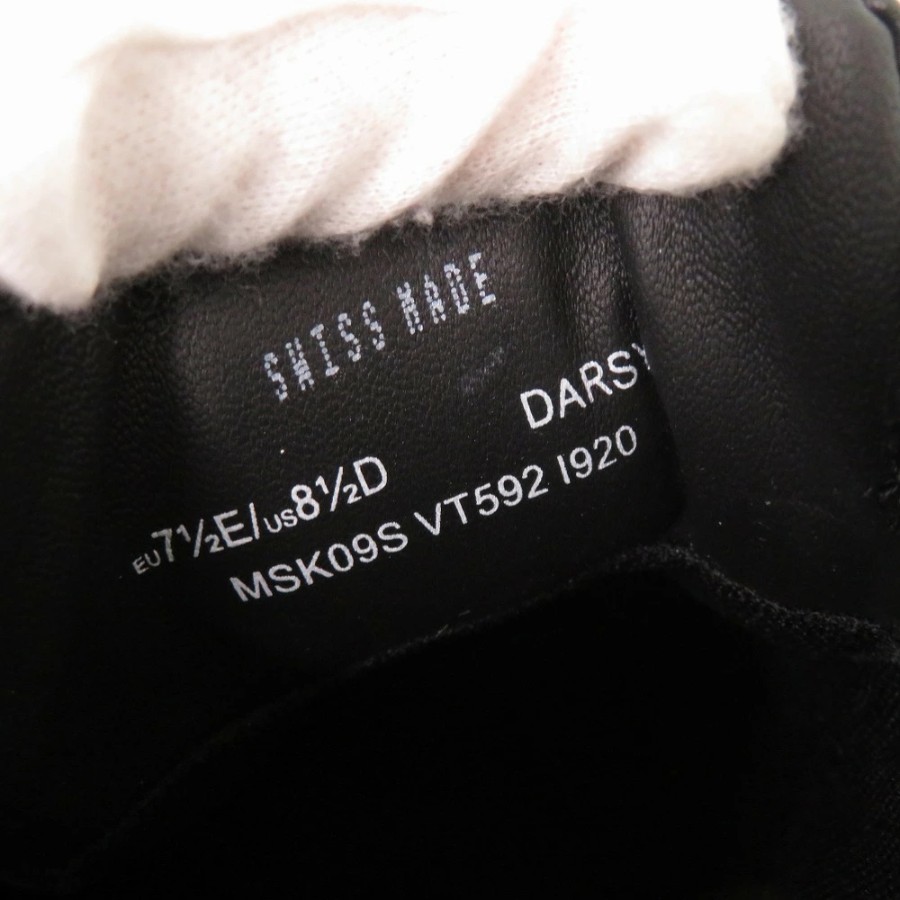 SWISS MADE
DARSY
EU7½E/US8½D
MSK09S VT592 I920